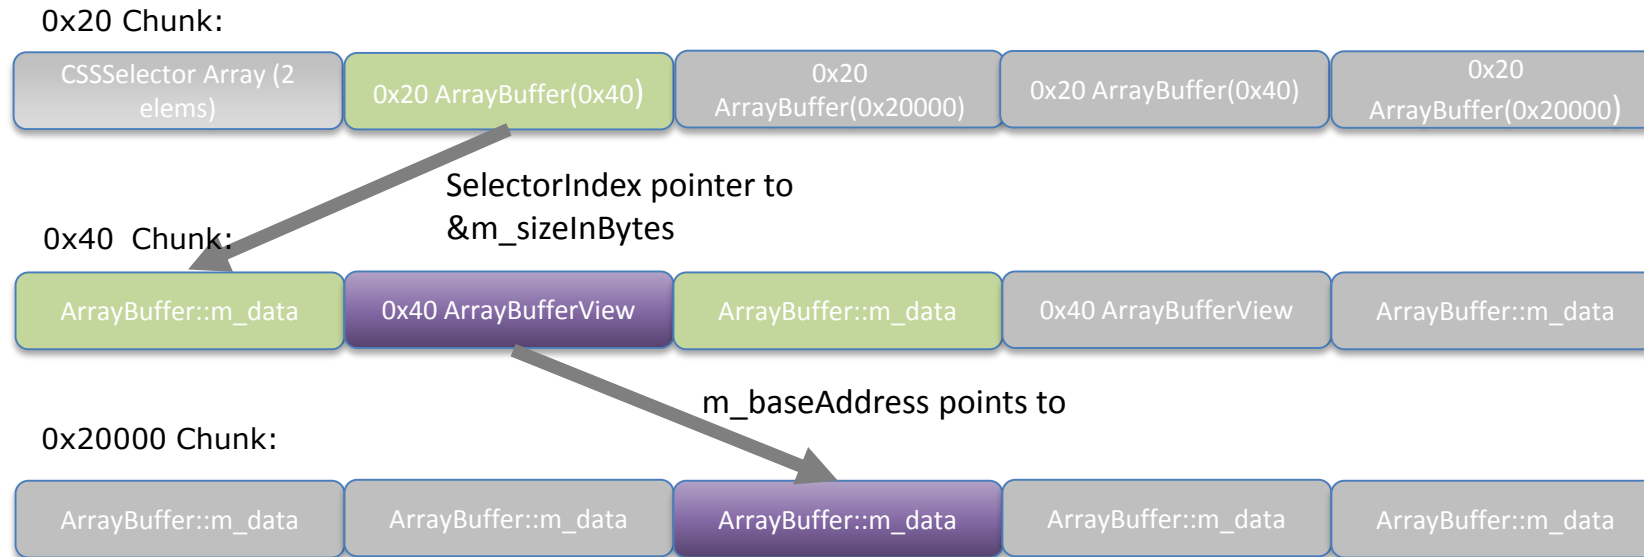 0x20 Chunk:
CSSSelector Array (2
elems)
0x20 ArrayBuffer(0x40)
0x20
ArrayBuffer(0x20000)
0x20 ArrayBuffer(0x40)
0x20
ArrayBuffer(0x20000)
SelectorIndex pointer to
&m_sizeInBytes
0x40 Chunk:
ArrayBuffer::m_data
0x40 ArrayBufferView
ArrayBuffer::m_data
0x40 ArrayBufferView
ArrayBuffer::m_data
m_baseAddress points to
0x20000 Chunk:
ArrayBuffer::m_data
ArrayBuffer::m_data
ArrayBuffer::m_data
ArrayBuffer::m_data
ArrayBuffer::m_data